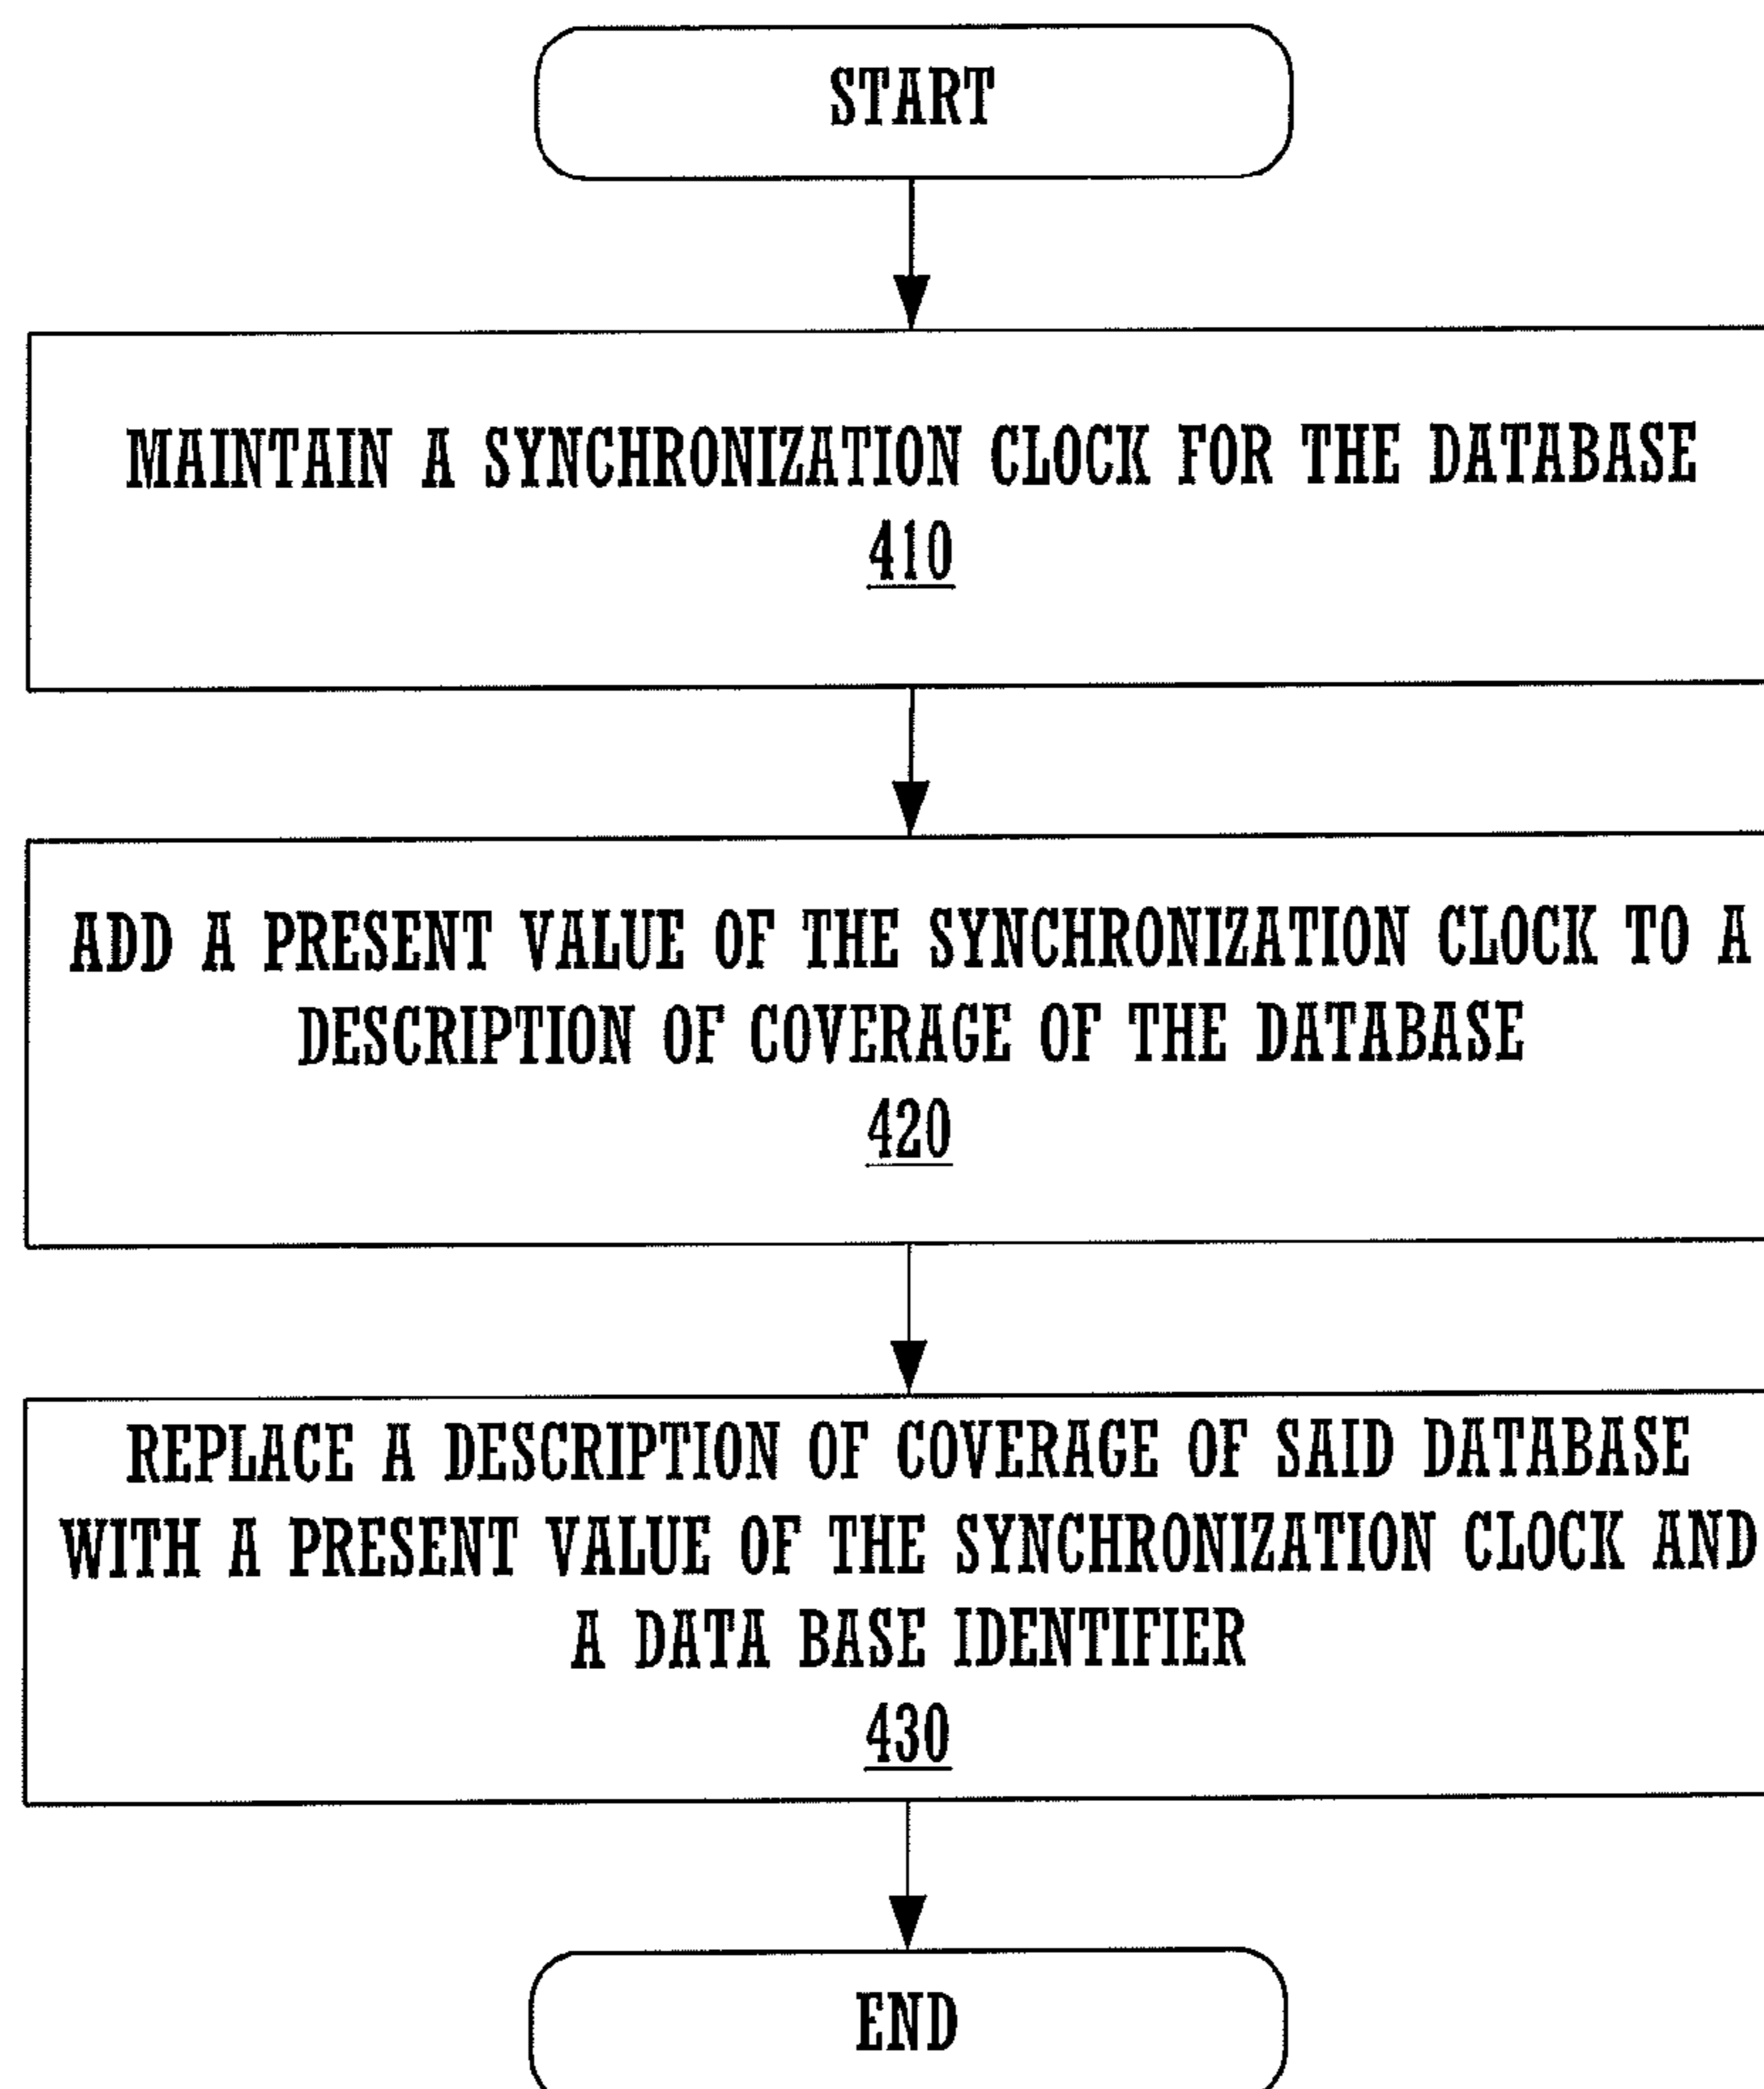 START
MAINTAIN A SYNCHRONIZATION CLOCK FOR THE DATABASE
410
ADD A PRESENT VALUE OF THE SYNCHRONIZATION CLOCK TO A
DESCRIPTION OF COVERAGE OF THE DATABASE
420
REPLACE A DESCRIPTION OF COVERAGE OF SAID DATABASE
WITH A PRESENT VALUE OF THE SYNCHRONIZATION CLOCK AND
A DATA BASE IDENTIFIER
430
END